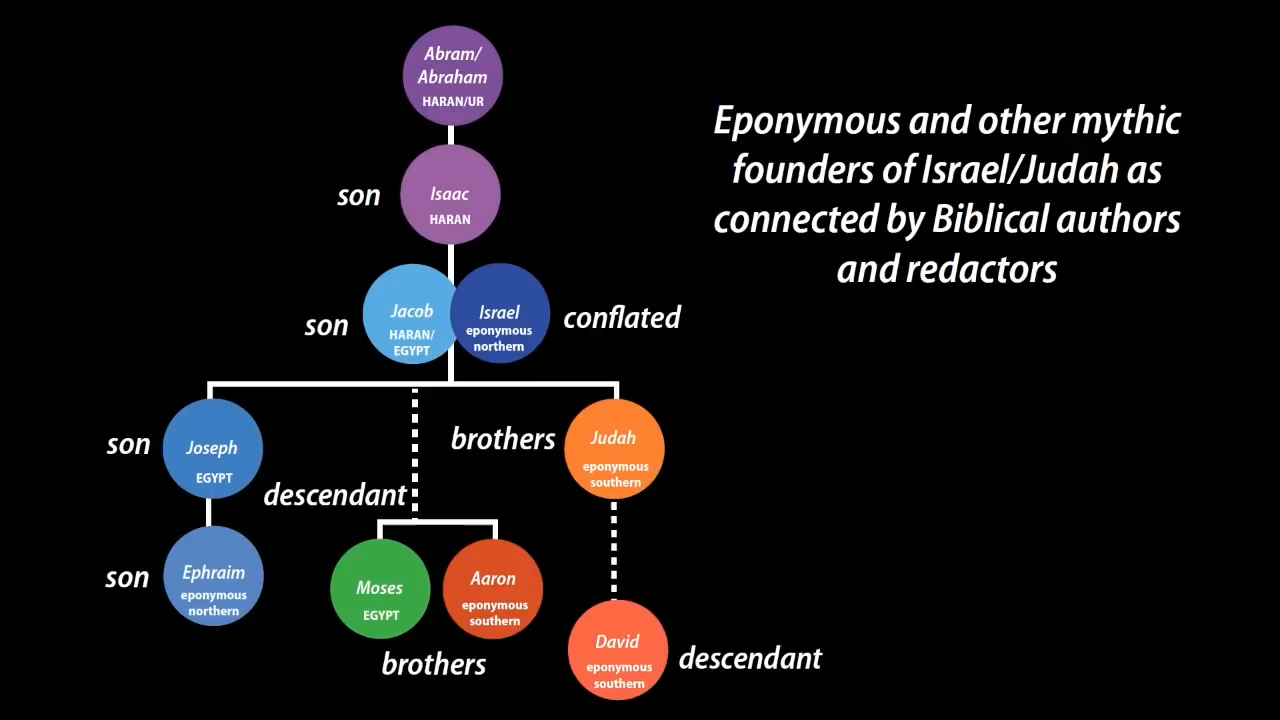 Abram/
Abraham
HARAN/UR
Eponymous and other mythic
founders of Israel/Judah as
connected by Biblical authors
and redactors
son
Isaac
HARAN
son
Jacob
HARAN/
EGYPT
Israel
eponymous
northern
conflated
son
Joseph
EGYPT
brothers
Judah
eponymous
southern
descendant
son
Ephraim
eponymous
northern
Moses
EGYPT
Aaron
eponymous
southern
brothers
David
eponymous
southern
descendant